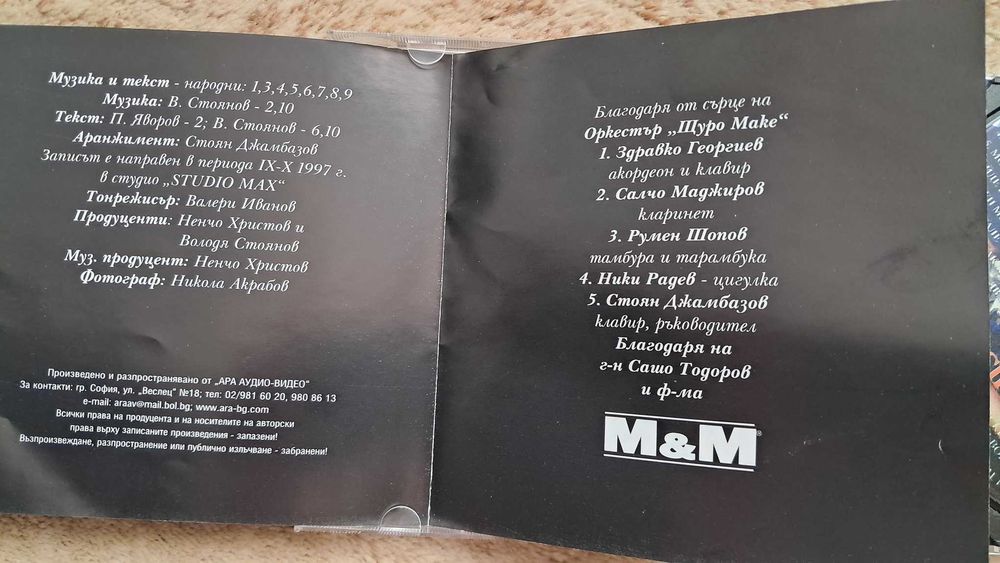 Музика и текст - народни: 1,3,4,5,6,7,8,9
Музика: В. Стоянов - 2,10
Текст: П. Яворов - 2; В. Стоянов - 6,10
Аранжимент: Стоян Джамбазов
Записът е направен в периода IX-X 1997 г.
в студио „STUDIO MAX“
Тонрежисьр: Валери Иванов
Продуценти: Ненчо Христов и
Володя Стоянов
Муз. продуцент: Ненчо Христов
Фотограф: Никола Акрабов
Произведено и разпространявано от „АРА АУДИО-ВИДЕО"
За контакти: гр. София, ул. „Веслец" №18; тел: 02/981 60 20, 980 86 13
e-mail: araav@mail.bol.bg; www.ara-bg.com
Всички права на продуцента и на носителите на авторски
права върху записаните произведения - запазени!
Възпроизвеждане, разпространение или публично излъчване - забранени!
Благодаря от сърце на
Оркестър „Щуро Маке“
1. Здравко Георгиев
акордеон и клавир
2. Салчо Маджиров
кларинет
3. Румен Шопов
тамбура и тарамбука
4. Ники Радев - цигулка
5. Стоян Джамбазов
клавир, ръководител
Благодаря на
г-н Сашо Тодоров
и ф-ма
M&M®